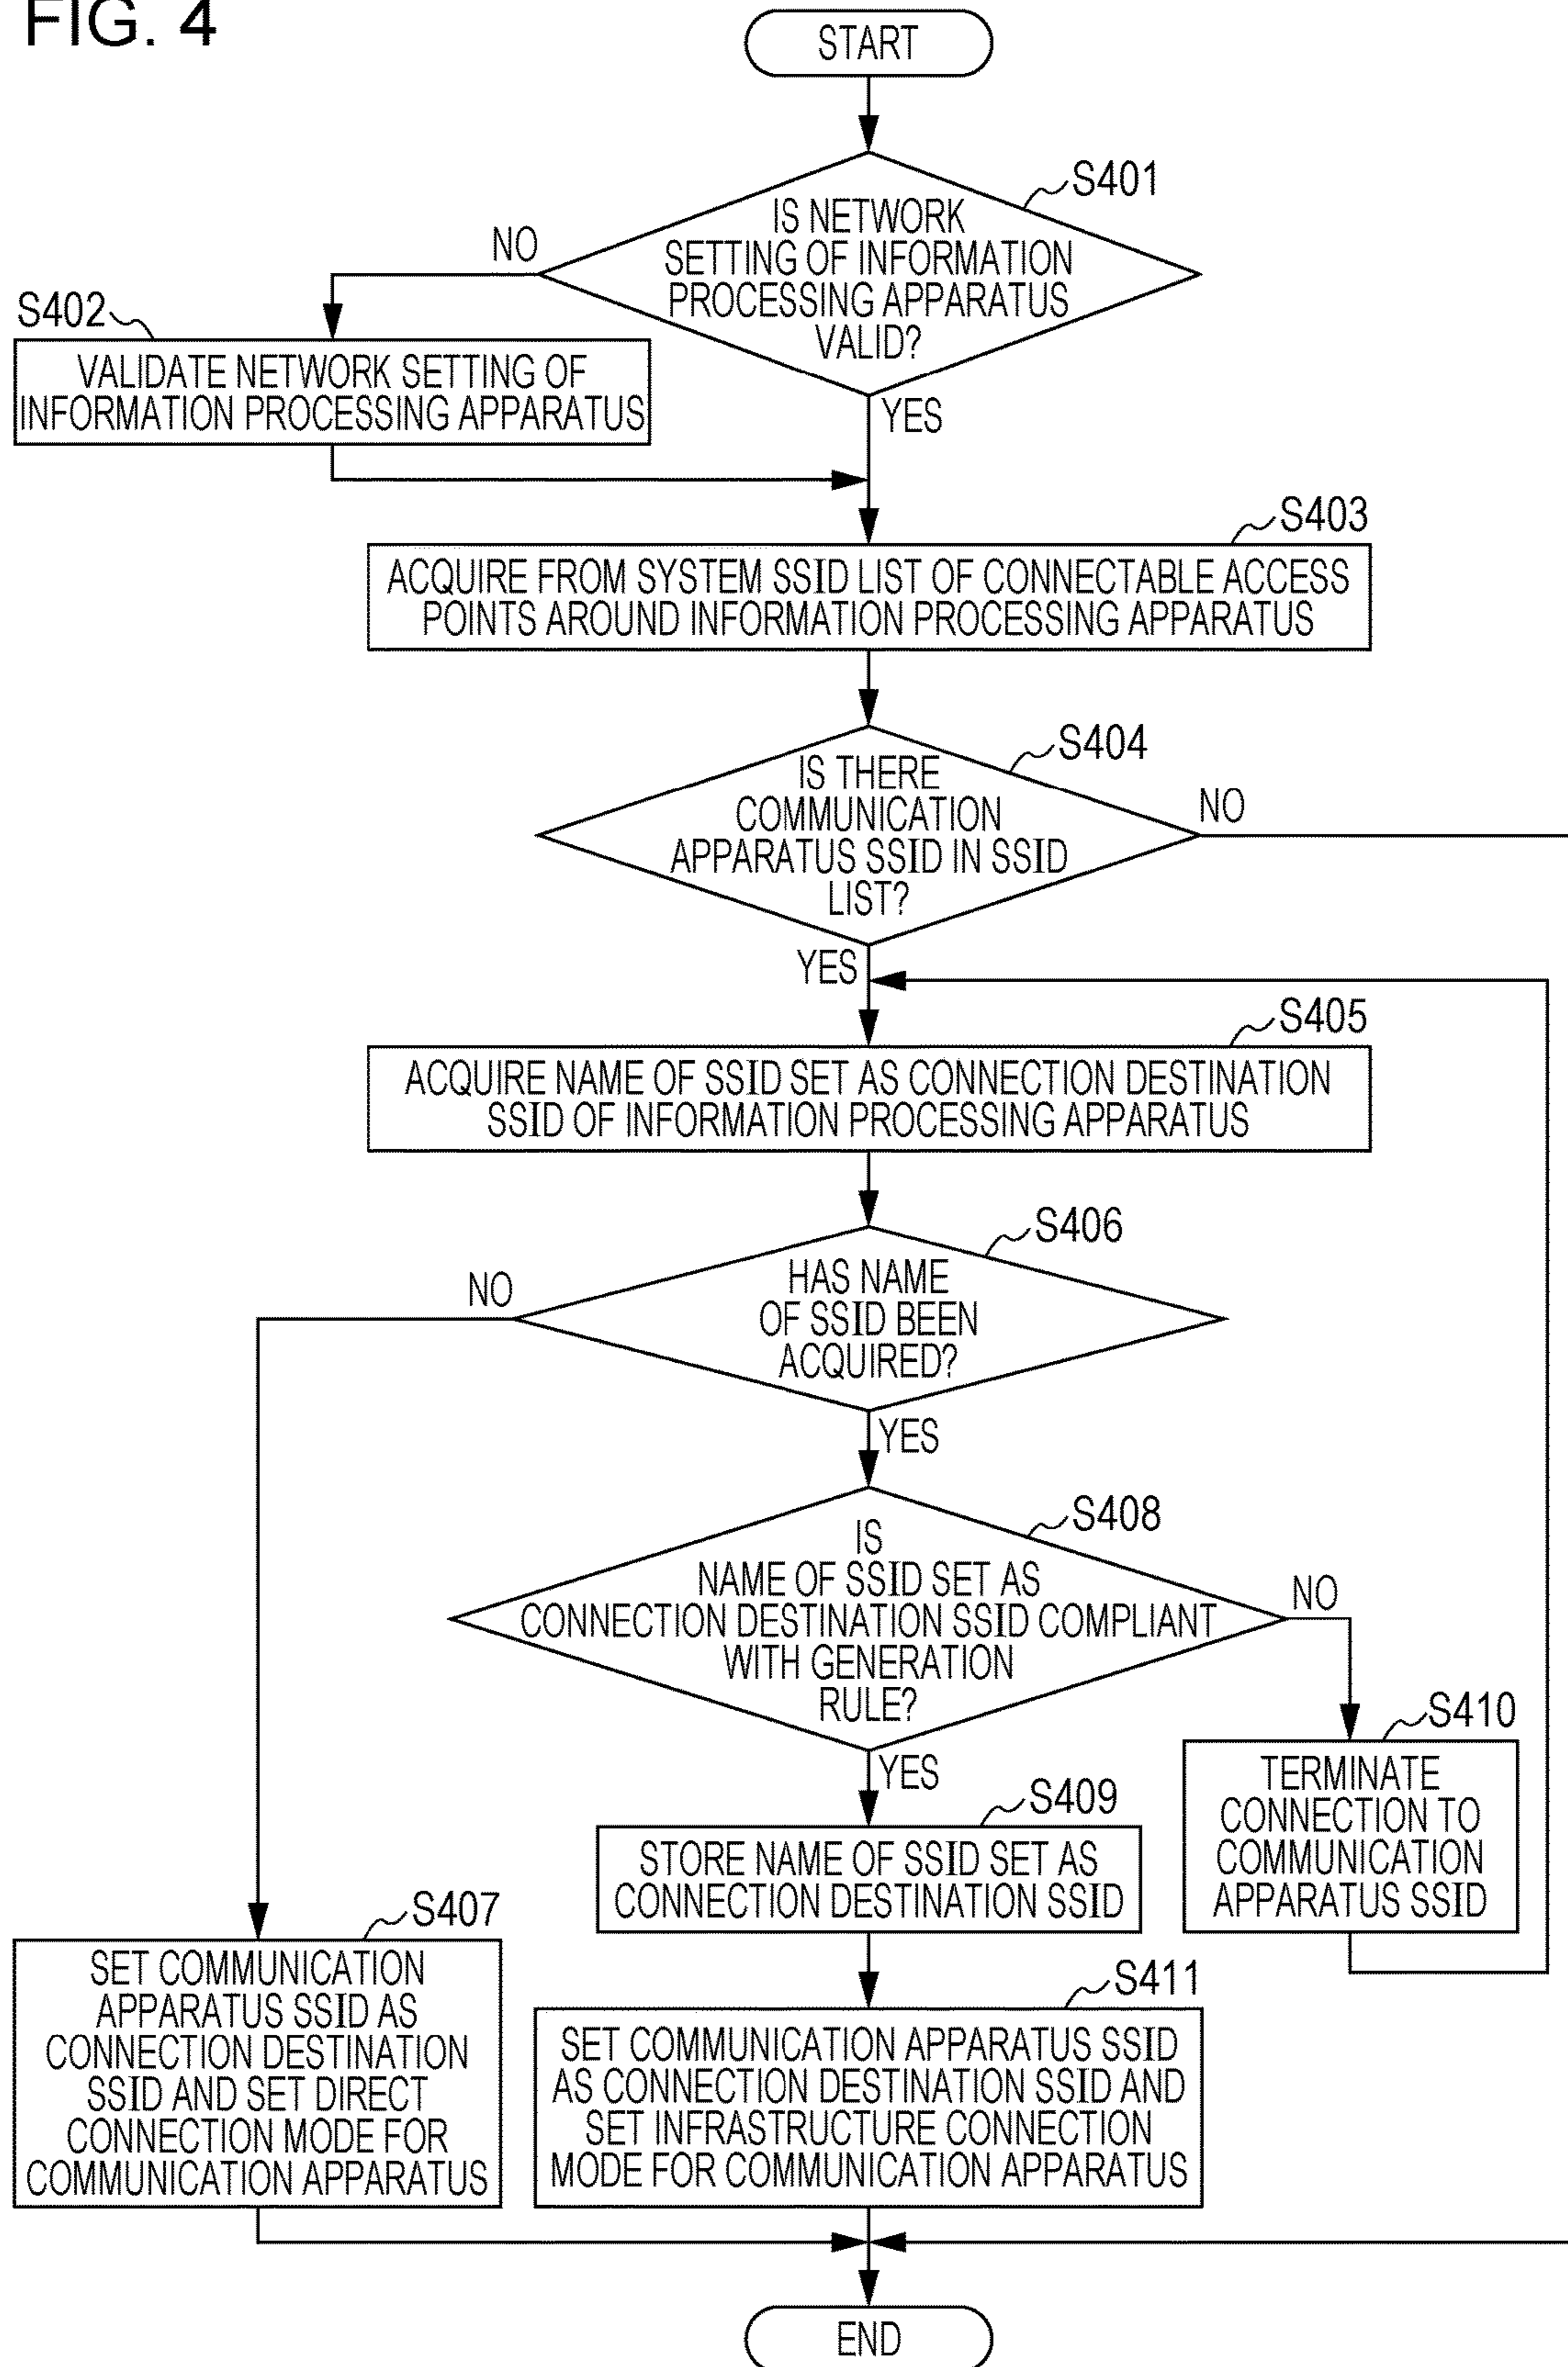 FIG. 4
START
S401
IS NETWORK
SETTING OF INFORMATION
PROCESSING APPARATUS
VALID?
NO
YES
S402
VALIDATE NETWORK SETTING OF
INFORMATION PROCESSING APPARATUS
S403
ACQUIRE FROM SYSTEM SSID LIST OF CONNECTABLE ACCESS
POINTS AROUND INFORMATION PROCESSING APPARATUS
S404
IS THERE
COMMUNICATION
APPARATUS SSID IN SSID
LIST?
NO
YES
S405
ACQUIRE NAME OF SSID SET AS CONNECTION DESTINATION
SSID OF INFORMATION PROCESSING APPARATUS
S406
HAS NAME
OF SSID BEEN
ACQUIRED?
NO
YES
S408
IS
NAME OF SSID SET AS
CONNECTION DESTINATION SSID COMPLIANT
WITH GENERATION
RULE?
NO
YES
S410
TERMINATE
CONNECTION TO
COMMUNICATION
APPARATUS SSID
S409
STORE NAME OF SSID SET AS
CONNECTION DESTINATION SSID
S407
SET COMMUNICATION
APPARATUS SSID AS
CONNECTION DESTINATION
SSID AND SET DIRECT
CONNECTION MODE FOR
COMMUNICATION APPARATUS
S411
SET COMMUNICATION APPARATUS SSID
AS CONNECTION DESTINATION SSID AND
SET INFRASTRUCTURE CONNECTION
MODE FOR COMMUNICATION APPARATUS
END